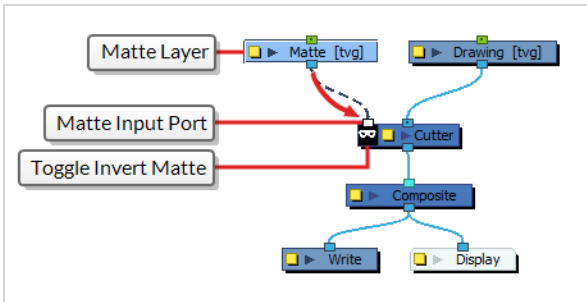 Matte Layer
Matte [tvg]
Drawing [tvg]
Matte Input Port
Cutter
Toggle Invert Matte
Composite
Write
Display